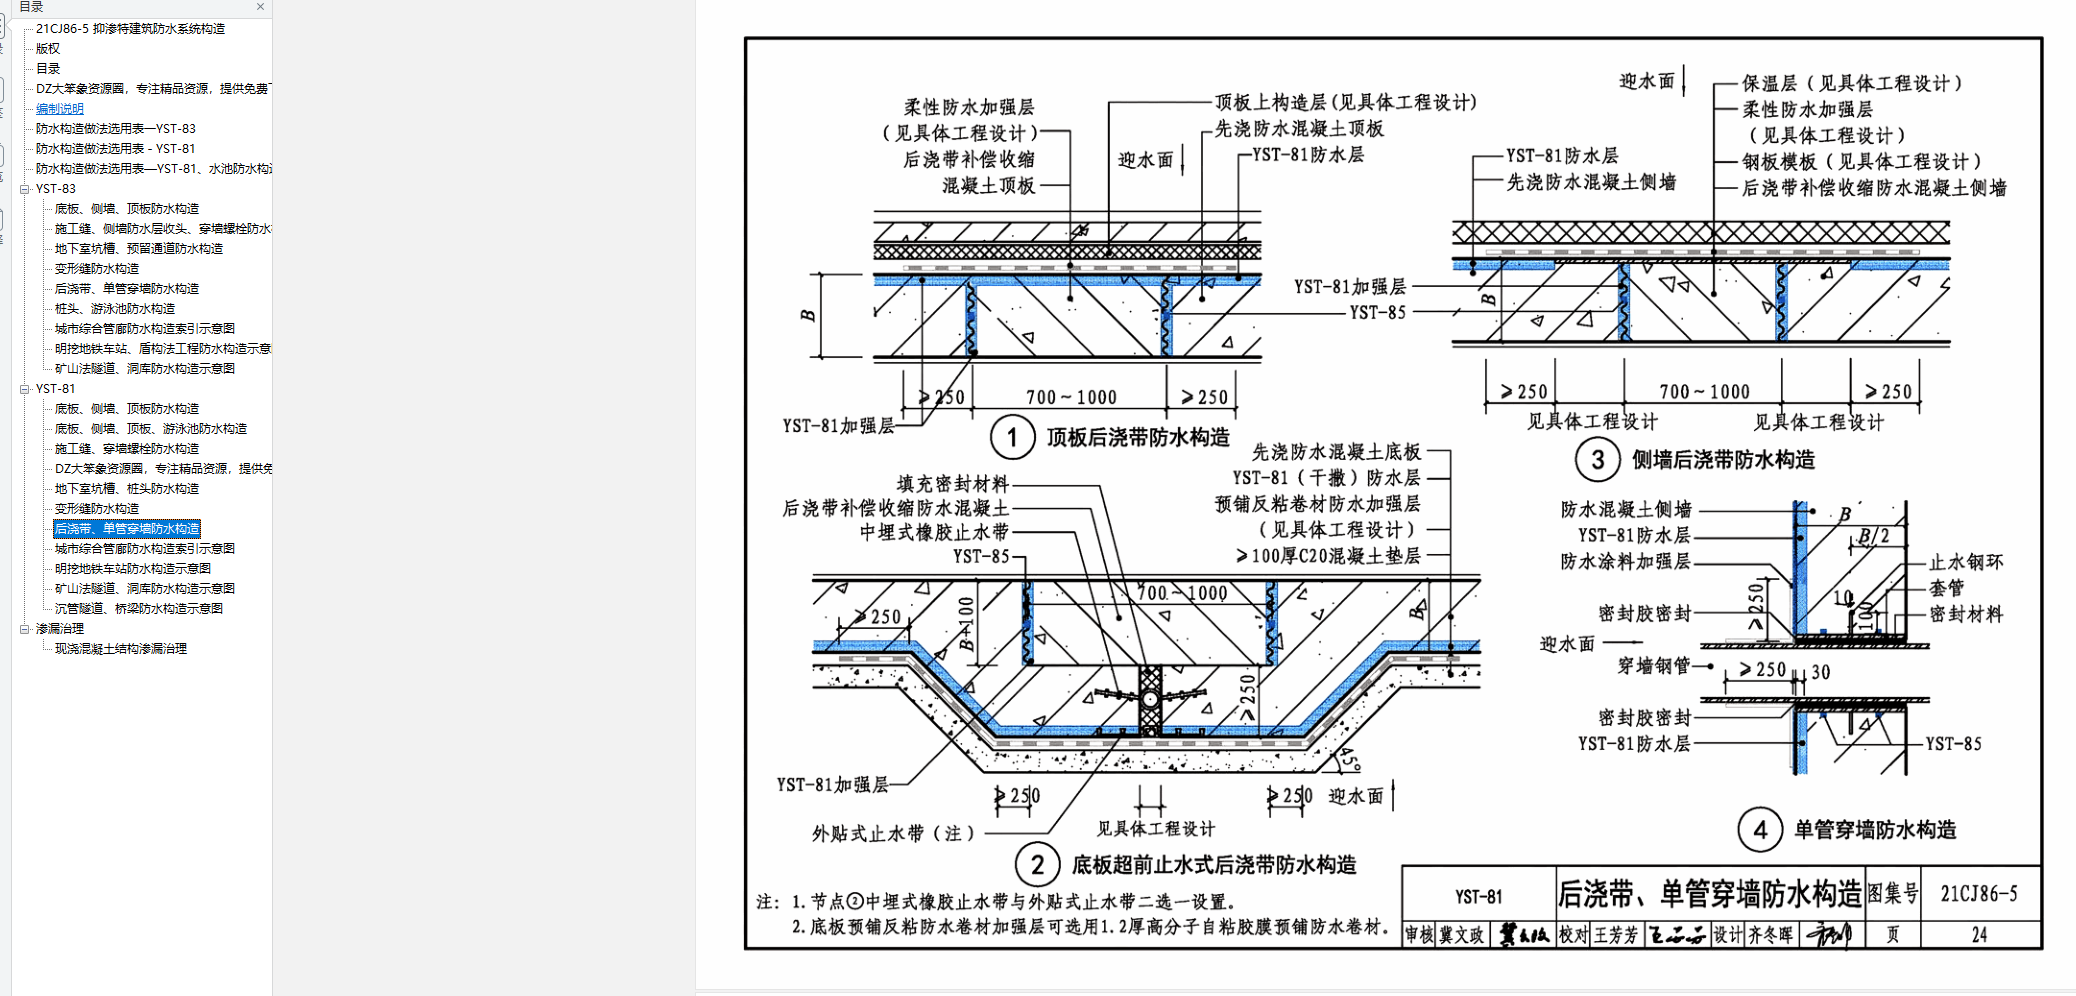 目录
×
21CJ86-5 抑渗特建筑防水系统构造
版权
目录
DZ大笨象资源圈，专注精品资源，提供免费
编制说明
防水构造做法选用表—YST-83
防水构造做法选用表 - YST-81
防水构造做法选用表—YST-81、水池防水构
YST-83
底板、侧墙、顶板防水构造
施工缝、侧墙防水层收头、穿墙螺栓防水
地下室坑槽、预留通道防水构造
变形缝防水构造
后浇带、单管穿墙防水构造
桩头、游泳池防水构造
城市综合管廊防水构造索引示意图
明挖地铁车站、盾构法工程防水构造示意
矿山法隧道、洞库防水构造示意图
YST-81
底板、侧墙、顶板防水构造
底板、侧墙、顶板、游泳池防水构造
施工缝、穿墙螺栓防水构造
DZ大笨象资源圈，专注精品资源，提供免
地下室坑槽、桩头防水构造
变形缝防水构造
后浇带、单管穿墙防水构造
城市综合管廊防水构造索引示意图
明挖地铁车站防水构造示意图
矿山法隧道、洞库防水构造示意图
沉管隧道、桥梁防水构造示意图
渗漏治理
现浇混凝土结构渗漏治理
柔性防水加强层
（见具体工程设计）
后浇带补偿收缩
混凝土顶板
顶板上构造层(见具体工程设计)
先浇防水混凝土顶板
YST-81防水层
迎水面
B
≥250
700～1000
≥250
YST-81加强层
YST-81加强层
YST-85
① 顶板后浇带防水构造
迎水面
保温层（见具体工程设计）
柔性防水加强层
（见具体工程设计）
钢板模板（见具体工程设计）
后浇带补偿收缩防水混凝土侧墙
YST-81防水层
先浇防水混凝土侧墙
B
≥250
700～1000
≥250
见具体工程设计
见具体工程设计
③ 侧墙后浇带防水构造
填充密封材料
后浇带补偿收缩防水混凝土
中埋式橡胶止水带
YST-85
先浇防水混凝土底板
YST-81（干撒）防水层
预铺反粘卷材防水加强层
（见具体工程设计）
≥100厚C20混凝土垫层
≥250
B+100
700～1000
B
≥250
45°
YST-81加强层
≥250
≥250
迎水面
外贴式止水带（注）
见具体工程设计
② 底板超前止水式后浇带防水构造
防水混凝土侧墙
YST-81防水层
防水涂料加强层
密封胶密封
迎水面
穿墙钢管
密封胶密封
YST-81防水层
B
B/2
≥250
10
100
止水钢环
套管
密封材料
≥250
30
YST-85
④ 单管穿墙防水构造
注：1.节点②中埋式橡胶止水带与外贴式止水带二选一设置。
2.底板预铺反粘防水卷材加强层可选用1.2厚高分子自粘胶膜预铺防水卷材。
YST-81
后浇带、单管穿墙防水构造
图集号
21CJ86-5
审核
冀文政
校对
王芳芳
设计
齐冬晖
页
24